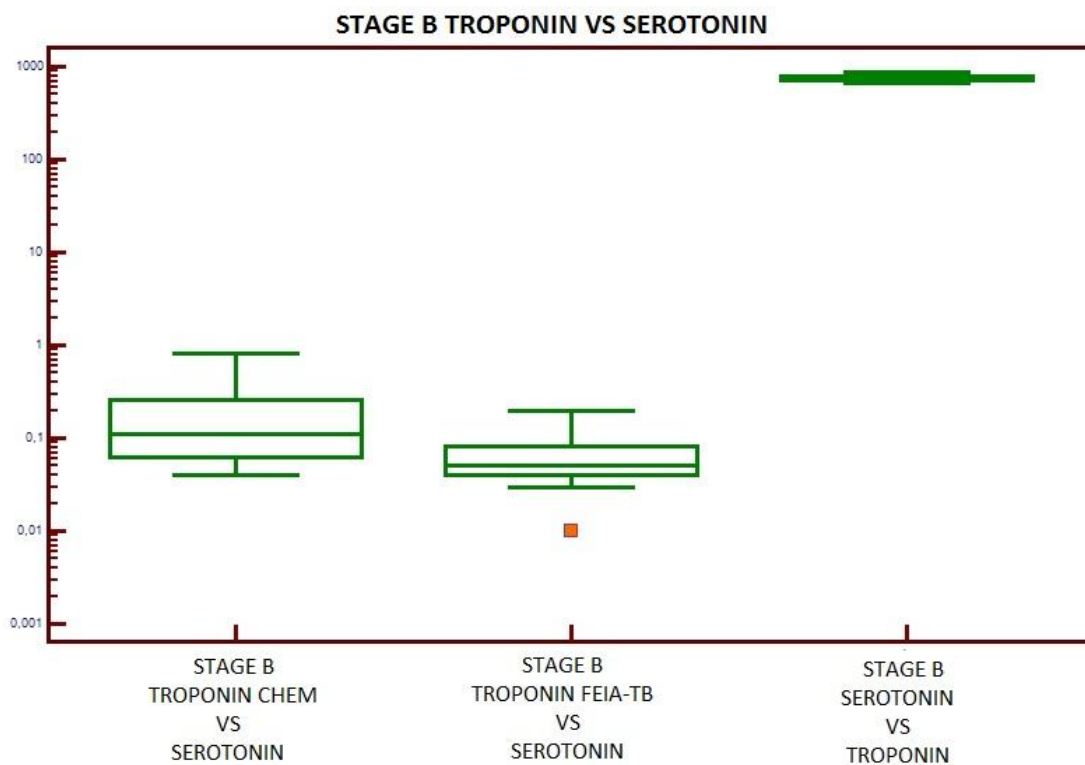 STAGE B TROPONIN VS SEROTONIN
1000
100
10
1
0,1
0,01
0,001
STAGE B
TROPONIN CHEM
VS
SEROTONIN
STAGE B
TROPONIN FEIA-TB
VS
SEROTONIN
STAGE B
SEROTONIN
VS
TROPONIN